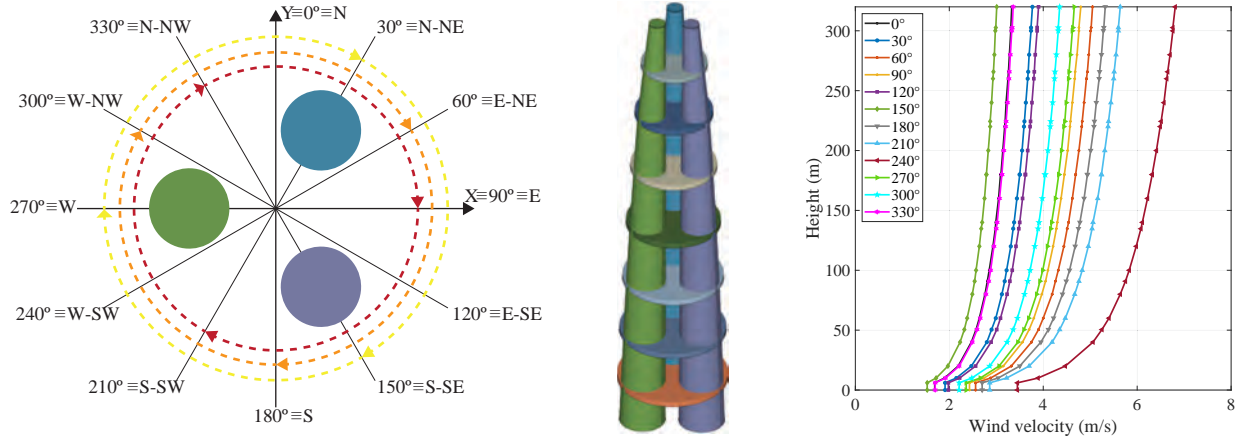 Y≡0º≡N
330º ≡N-NW
30º ≡N-NE
300º ≡W-NW
60º ≡E-NE
270º≡W
X≡90º≡E
240º ≡W-SW
120º ≡E-SE
210º ≡S-SW
150º ≡S-SE
180º ≡S
Height (m)
300
250
200
150
100
50
0
0°
30°
60°
90°
120°
150°
180°
210°
240°
270°
300°
330°
0 2 4 6 8
Wind velocity (m/s)